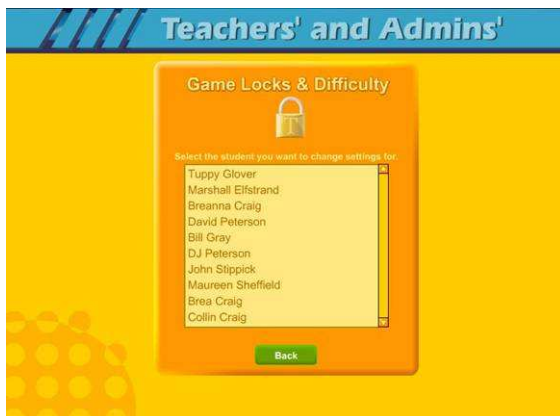 Teachers' and Admins'
Game Locks & Difficulty
T
Select the student you want to change settings for.
Tuppy Glover
Marshall Elfstrand
Breanna Craig
David Peterson
Bill Gray
DJ Peterson
John Stippick
Maureen Sheffield
Brea Craig
Collin Craig
Back